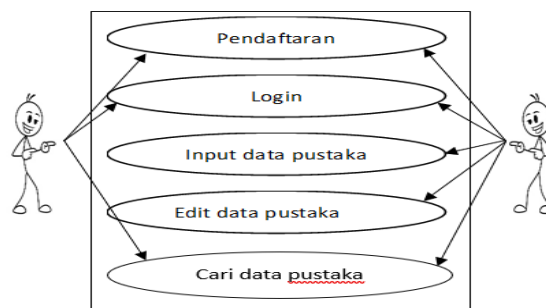 Pendaftaran
Login
Input data pustaka
Edit data pustaka
Cari data pustaka